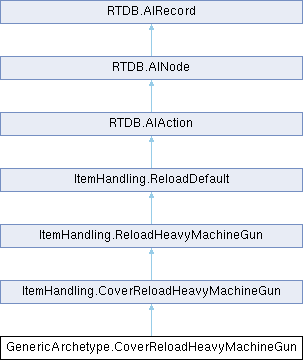 RTDB.AIRecord
RTDB.AINode
RTDB.AIAction
ItemHandling.ReloadDefault
ItemHandling.ReloadHeavyMachineGun
ItemHandling.CoverReloadHeavyMachineGun
GenericArchetype.CoverReloadHeavyMachineGun